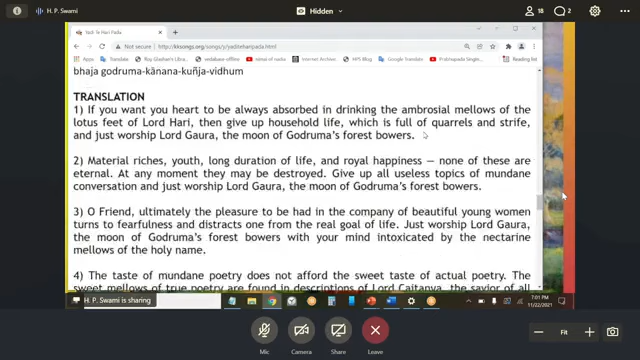 H. P. Swami
Hidden
18
2
Yadi Te Hari Pada
Not secure | kksongs.org/songs/y/yaditeharipada.html
Apps
Translate
Roy Gleahan's Library
vedabase-offline
nimai of nadia
Internet Archive
HPS Quotation
Google Translate
Prabhupada Single...
Reading list
bhaja godruma-kānana-kuñja-vidhum
TRANSLATION
1) If you want you heart to be always absorbed in drinking the ambrosial mellows of the
lotus feet of Lord Hari, then give up household life, which is full of quarrels and strife,
and just worship Lord Gaura, the moon of Godruma's forest bowers.
2) Material riches, youth, long duration of life, and royal happiness — none of these are
eternal. At any moment they may be destroyed. Give up all useless topics of mundane
conversation and just worship Lord Gaura, the moon of Godruma's forest bowers.
3) O Friend, ultimately the pleasure to be had in the company of beautiful young women
turns to fearfulness and distracts one from the real goal of life. Just worship Lord Gaura,
the moon of Godruma's forest bowers with your mind intoxicated by the nectarine
mellows of the holy name.
4) The taste of mundane poetry does not afford the sweet taste of actual poetry. The
sweet mellows of true poetry are found in descriptions of Lord Caitanya, the savior of all
H. P. Swami is sharing
7:01 PM
11/22/2021
Mic
Camera
Share
Leave
Fit